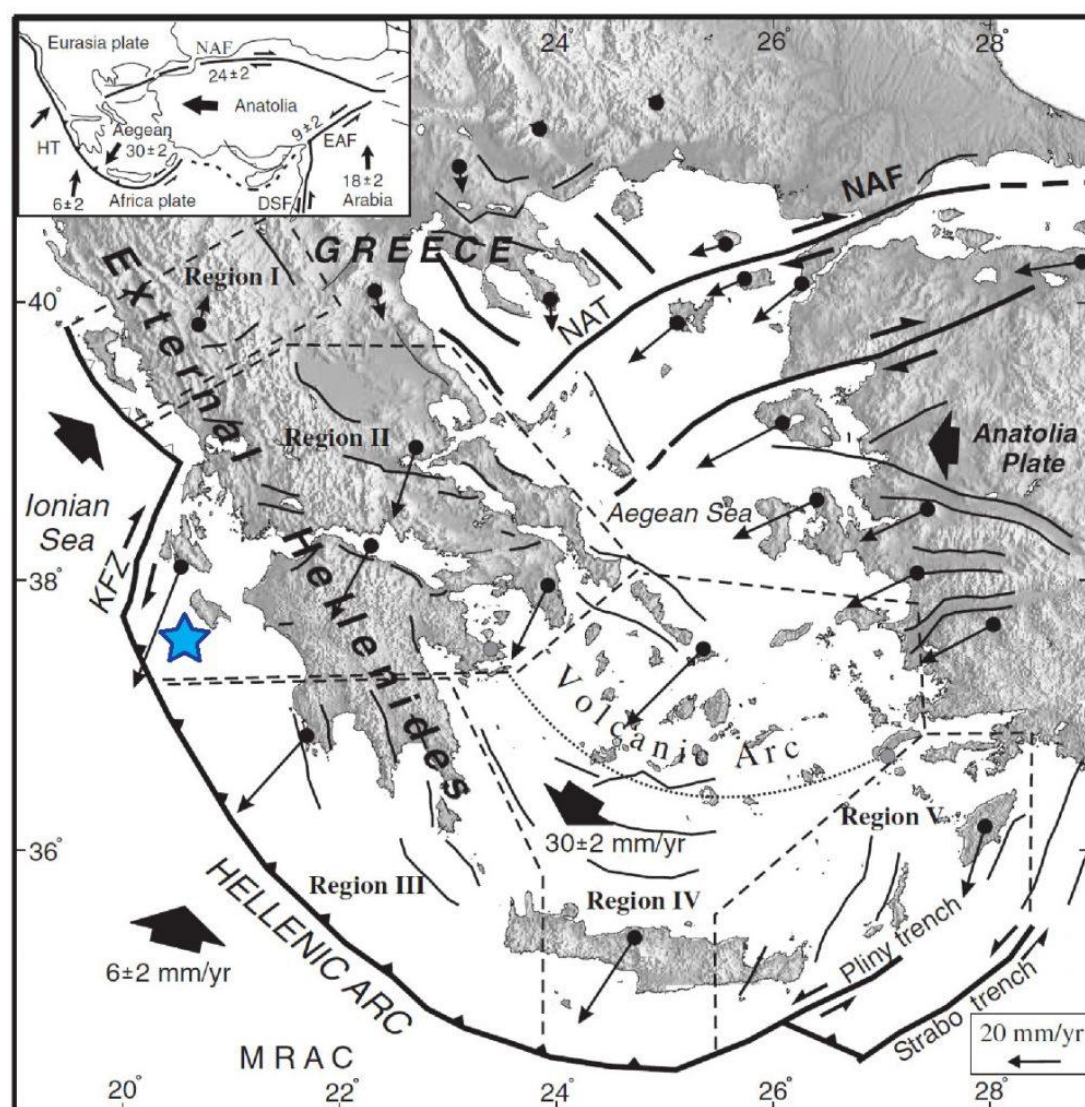 24°
26°
28°
Eurasia plate
NAF
24±2
Anatolia
Aegean
30±2
9±2
EAF
HT
6±2
Africa plate
DSF
18±2
Arabia
GREECE
NAF
Region I
40°
NAT
External Hellenides
Region II
Anatolia
Plate
Ionian
Sea
Aegean Sea
KFZ
38°
Volcanic Arc
Region V
30±2 mm/yr
36°
Region III
Region IV
HELLENIC ARC
6±2 mm/yr
Pliny trench
Strabo trench
20 mm/yr
MRAC
20°
22°
24°
26°
28°